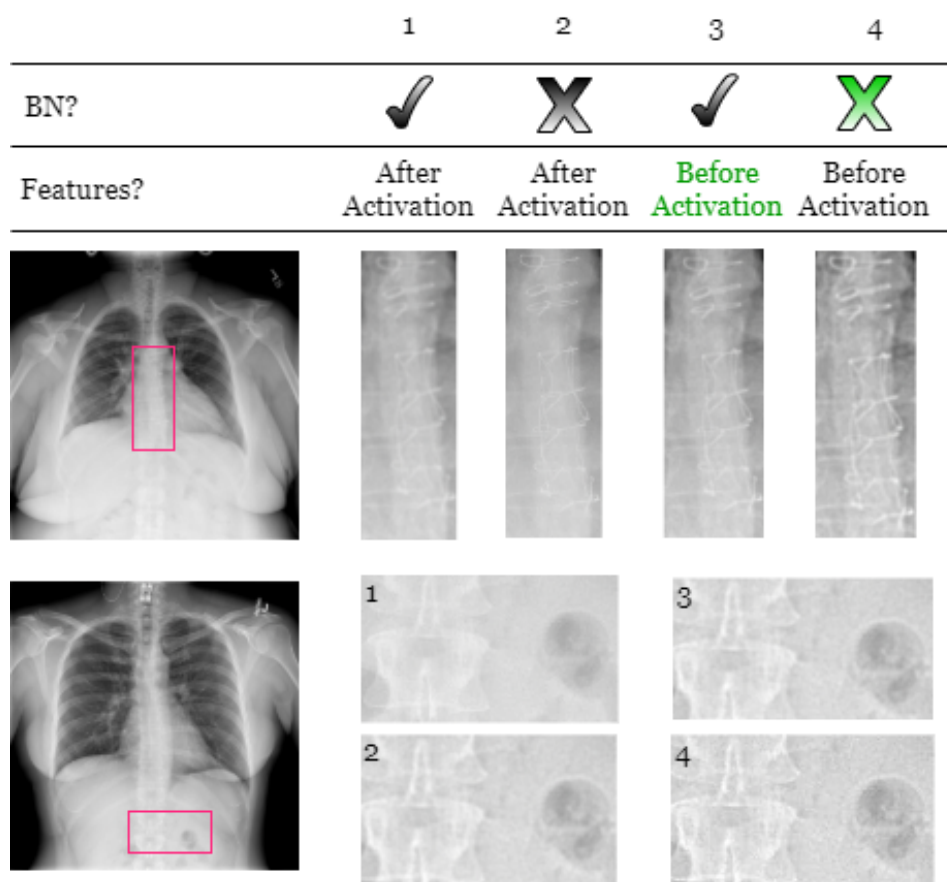 1 2 3 4
BN?
Features? After Activation After Activation Before Activation Before Activation
1 3
2 4